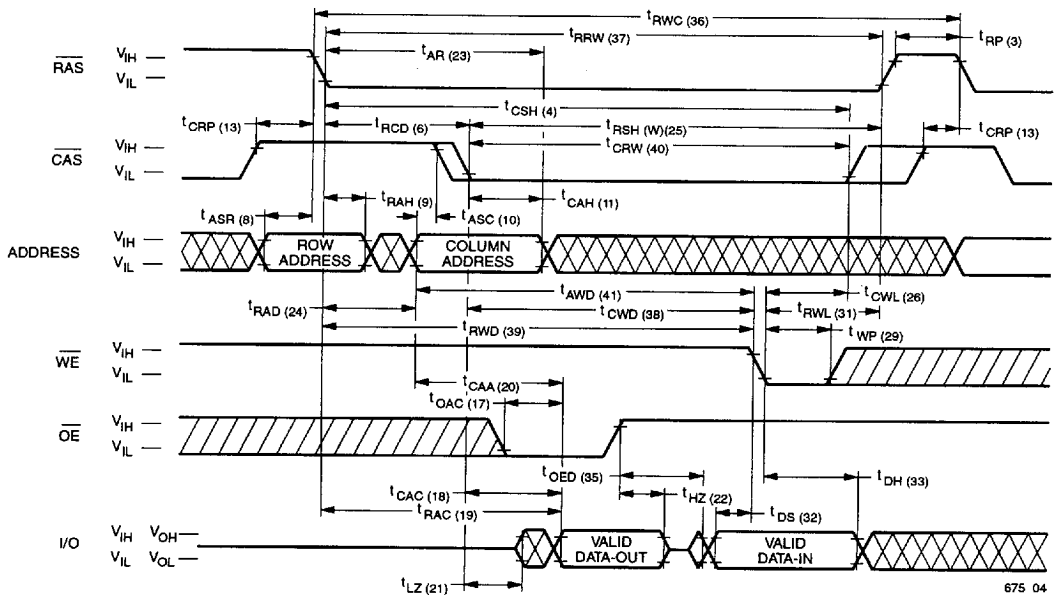 tRWC (36)
tRRW (37)
tRP (3)
tAR (23)
RAS
VIH
VIL
tCSH (4)
tCRP (13)
tRCD (6)
tRSH (W)(25)
tCRP (13)
CAS
VIH
VIL
tCRW (40)
tRAH (9)
tASC (10)
tCAH (11)
tASR (8)
ADDRESS
VIH
VIL
ROW ADDRESS
COLUMN ADDRESS
tRAD (24)
tAWD (41)
tCWL (26)
tCWD (38)
tRWL (31)
tRWD (39)
tWP (29)
WE
VIH
VIL
tCAA (20)
tOAC (17)
OE
VIH
VIL
tOED (35)
tDH (33)
tCAC (18)
tHZ (22)
tRAC (19)
tDS (32)
I/O
VIH VOH
VIL VOL
VALID DATA-OUT
VALID DATA-IN
tLZ (21)
675 04